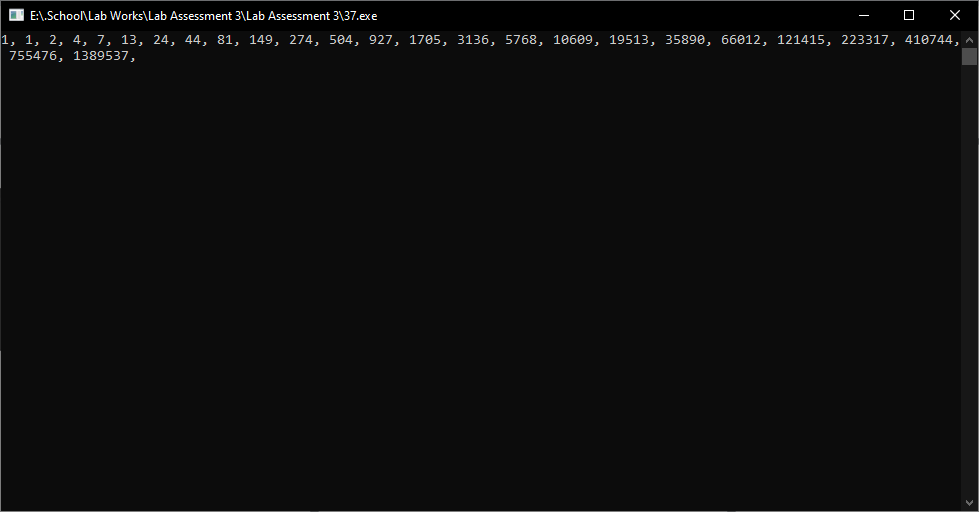 E:\.School\Lab Works\Lab Assessment 3\Lab Assessment 3\37.exe
1, 1, 2, 4, 7, 13, 24, 44, 81, 149, 274, 504, 927, 1705, 3136, 5768, 10609, 19513, 35890, 66012, 121415, 223317, 410744,
755476, 1389537,